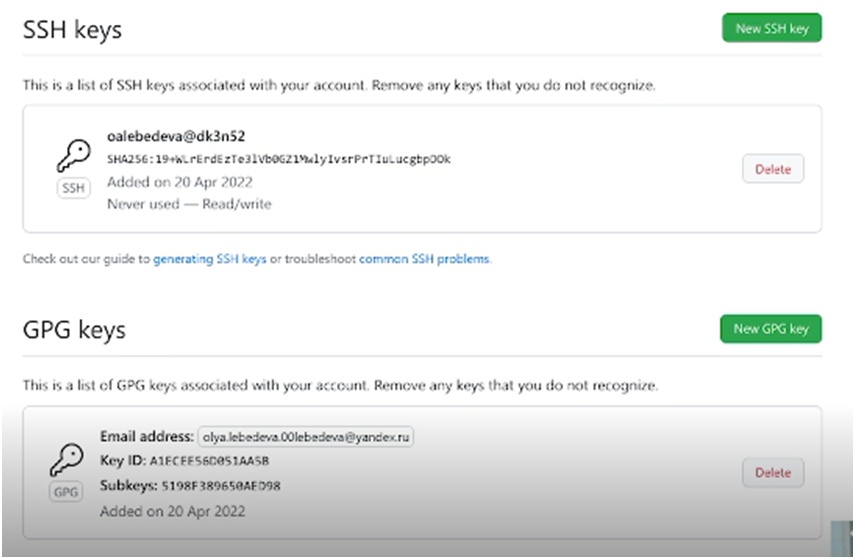 SSH keys
New SSH key
This is a list of SSH keys associated with your account. Remove any keys that you do not recognize.
oalebedeva@dk3n52
SHA256:19+WLrErdEzTe3lVb0GZ1MwlyIvsrPrTIuLucgbpOOk
Added on 20 Apr 2022
Never used — Read/write
SSH
Delete
Check out our guide to generating SSH keys or troubleshoot common SSH problems.
GPG keys
New GPG key
This is a list of GPG keys associated with your account. Remove any keys that you do not recognize.
Email address: olya.lebedeva.00lebedeva@yandex.ru
Key ID: A1ECEE56D051AA5B
Subkeys: 5198F389650AED98
Added on 20 Apr 2022
GPG
Delete